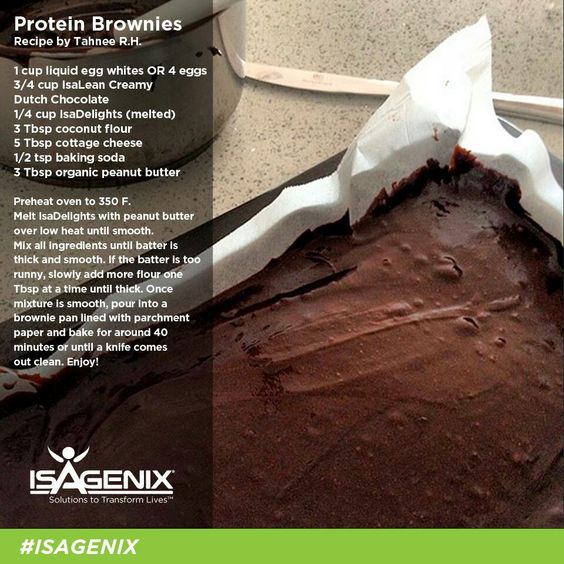 Protein Brownies
Recipe by Tahnee R.H.
1 cup liquid egg whites OR 4 eggs
3/4 cup IsaLean Creamy
Dutch Chocolate
1/4 cup IsaDelights (melted)
3 Tbsp coconut flour
5 Tbsp cottage cheese
1/2 tsp baking soda
3 Tbsp organic peanut butter
Preheat oven to 350 F.
Melt IsaDelights with peanut butter
over low heat until smooth.
Mix all ingredients until batter is
thick and smooth. If the batter is too
runny, slowly add more flour one
Tbsp at a time until thick. Once
mixture is smooth, pour into a
brownie pan lined with parchment
paper and bake for around 40
minutes or until a knife comes
out clean. Enjoy!
ISAGENIX®
Solutions to Transform Lives™
#ISAGENIX